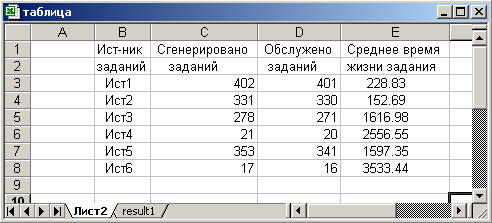 таблица
A B C D E
1 Ист-ник Сгенерировано Обслужено Среднее время
2 заданий заданий заданий жизни задания
3 Ист1 402 401 228.83
4 Ист2 331 330 152.69
5 Ист3 278 271 1616.98
6 Ист4 21 20 2556.55
7 Ист5 353 341 1597.35
8 Ист6 17 16 3533.44
9
10
Лист2 result1